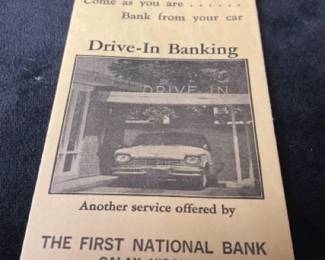 Come as you are . . . . . .
Bank from your car
Drive-In Banking
DRIVE IN
Another service offered by
THE FIRST NATIONAL BANK
GALAX